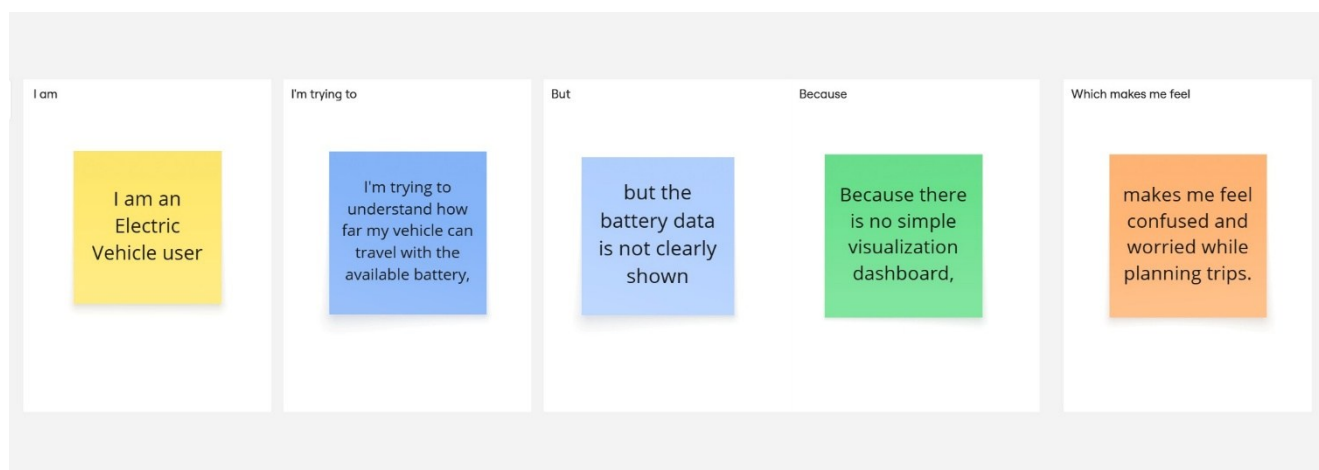 I am
I am an
Electric
Vehicle user
I'm trying to
I'm trying to
understand how
far my vehicle can
travel with the
available battery,
But
but the
battery data
is not clearly
shown
Because
Because there
is no simple
visualization
dashboard,
Which makes me feel
makes me feel
confused and
worried while
planning trips.